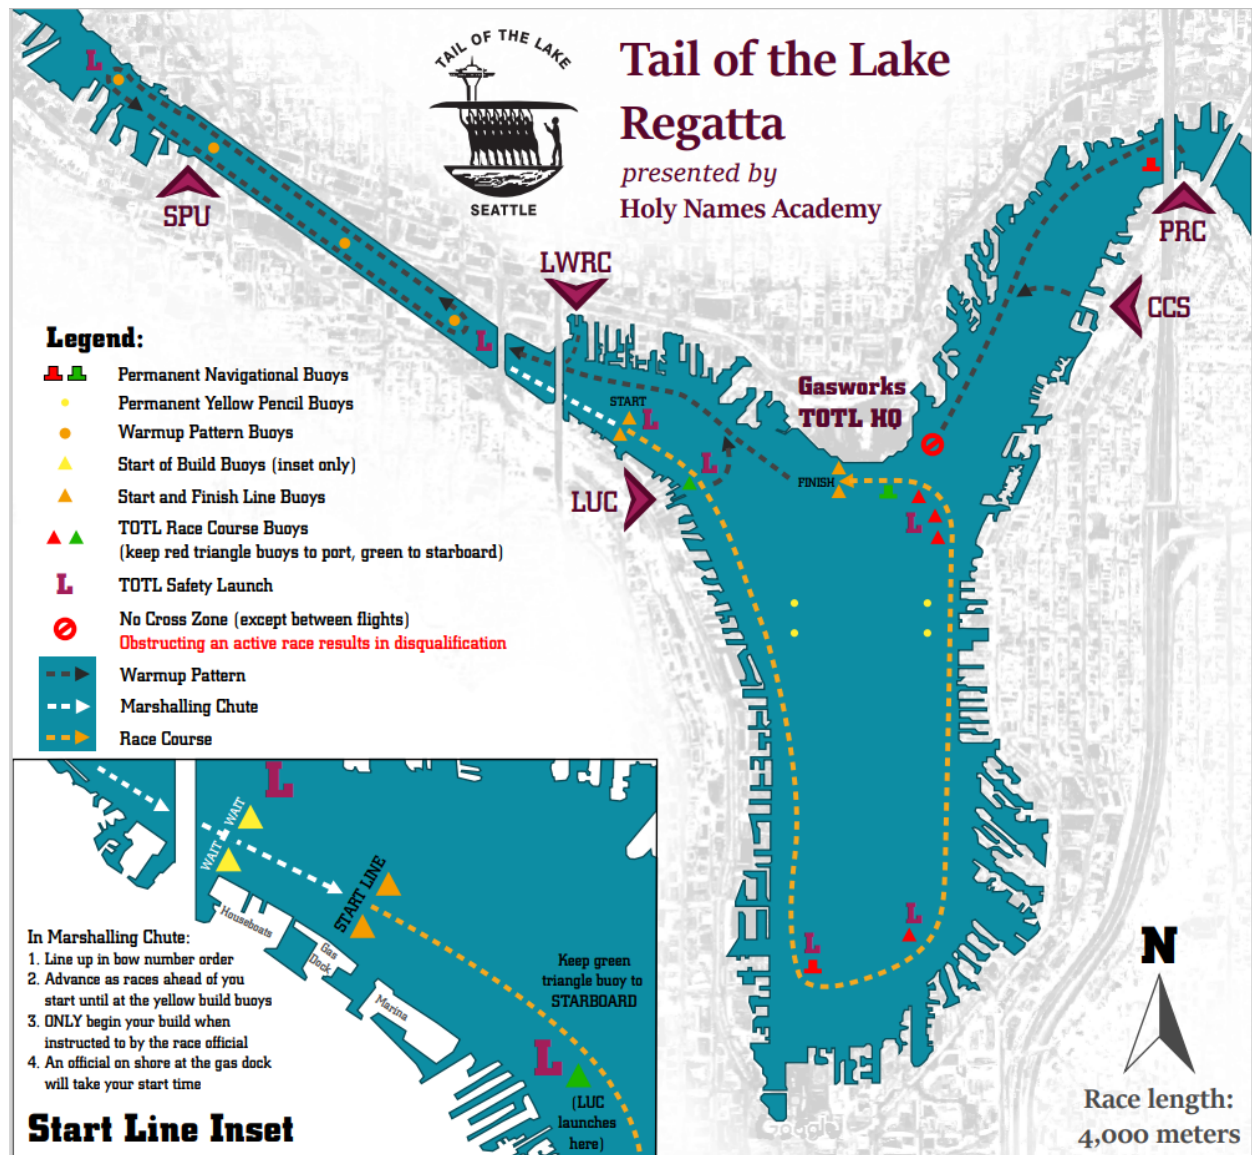 TAIL OF THE LAKE
SEATTLE
Tail of the Lake
Regatta
presented by
Holy Names Academy
L
SPU
LWRC
PRC
CCS
L
Legend:
Permanent Navigational Buoys
Permanent Yellow Pencil Buoys
Warmup Pattern Buoys
Start of Build Buoys (inset only)
Start and Finish Line Buoys
TOTL Race Course Buoys
(keep red triangle buoys to port, green to starboard)
L TOTL Safety Launch
No Cross Zone (except between flights)
Obstructing an active race results in disqualification
Warmup Pattern
Marshalling Chute
Race Course
Gasworks
TOTL HQ
START
L
L
LUC
FINISH
L
L
L
L
WAIT
WAIT
START LINE
Houseboats
Gas
Dock
Marina
Keep green
triangle buoy to
STARBOARD
L
(LUC
launches
here)
In Marshalling Chute:
1. Line up in bow number order
2. Advance as races ahead of you
start until at the yellow build buoys
3. ONLY begin your build when
instructed to by the race official
4. An official on shore at the gas dock
will take your start time
Start Line Inset
N
Race length:
4,000 meters
Google